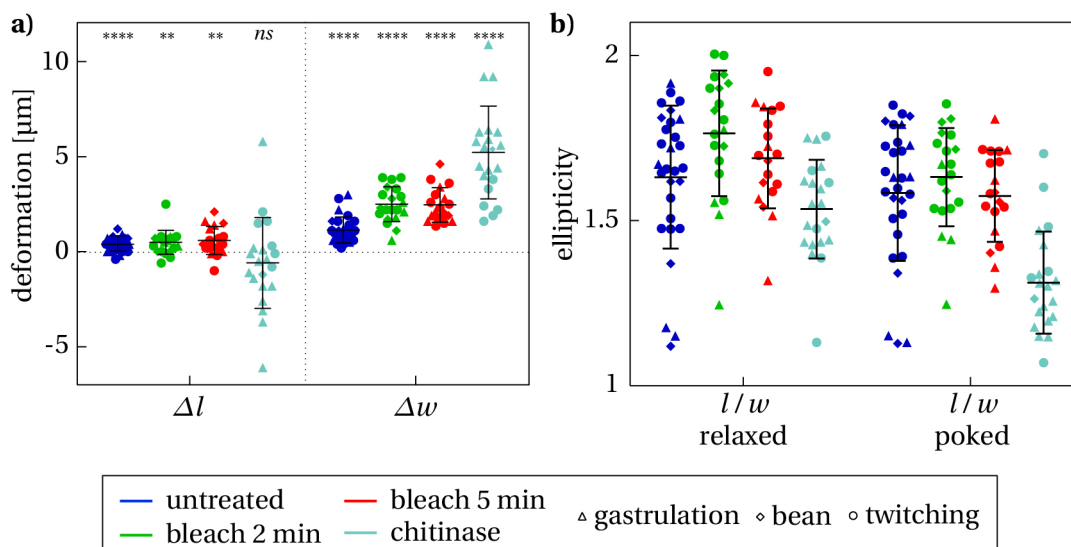 a)
deformation [μm]
10
5
0
-5
**** ** ** ns **** **** **** ****
Δl Δw
b)
ellipticity
2
1.5
1
l / w l / w
relaxed poked
untreated bleach 5 min gastrulation bean twitching
bleach 2 min chitinase